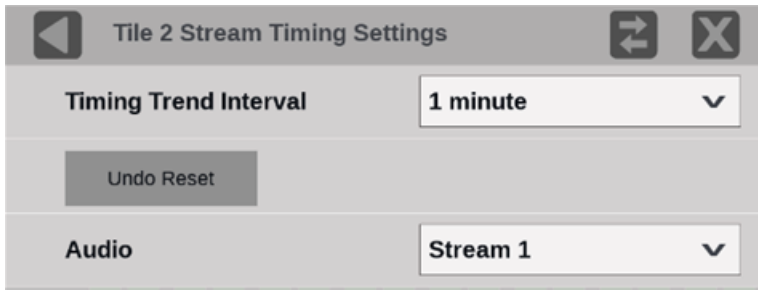 Tile 2 Stream Timing Settings
Timing Trend Interval 1 minute
Undo Reset
Audio Stream 1